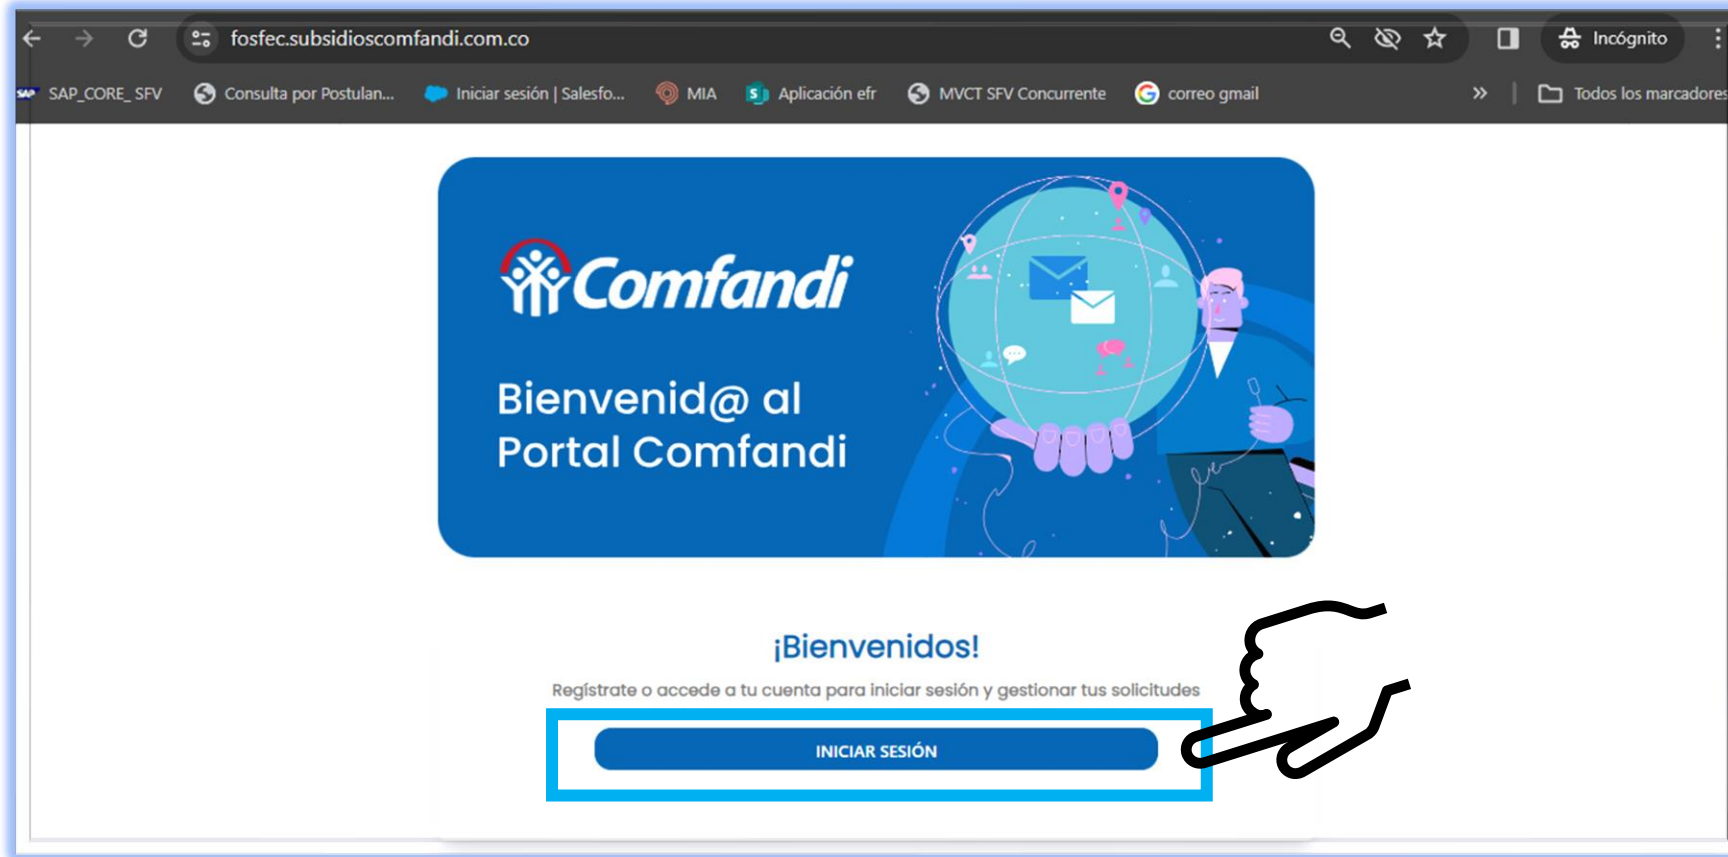 fosfec.subsidioscomfandi.com.co
Incógnito
SAP_CORE_ SFV
Consulta por Postulan...
Iniciar sesión | Salesfo...
MIA
Aplicación efr
MVCT SFV Concurrente
correo gmail
»
Todos los marcadores
Comfandi
Bienvenid@ al
Portal Comfandi
¡Bienvenidos!
Regístrate o accede a tu cuenta para iniciar sesión y gestionar tus solicitudes
INICIAR SESIÓN